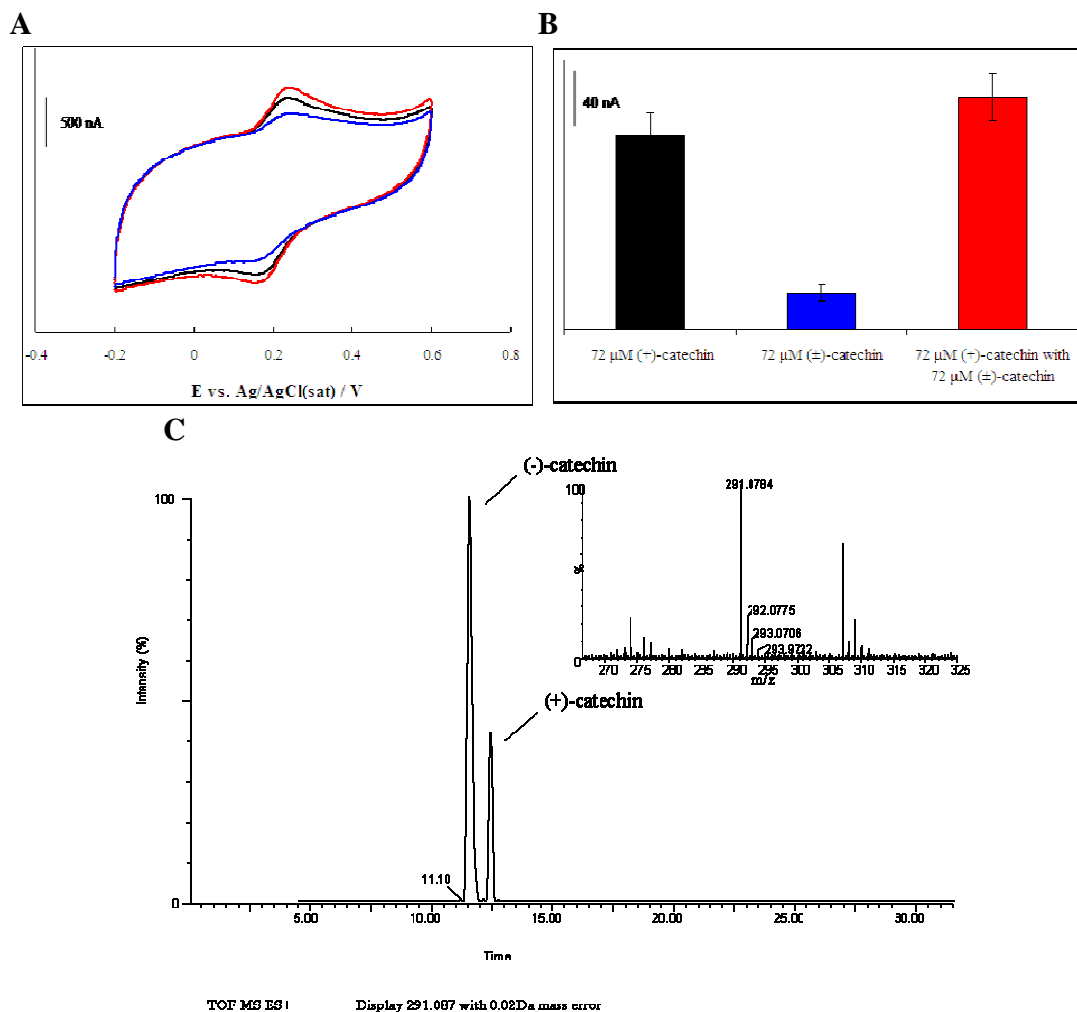 A
500 nA
-0.4 -0.2 0 0.2 0.4 0.6 0.8
E vs. Ag/AgCl(sat) / V
B
40 nA
72 μM (+)-catechin
72 μM (±)-catechin
72 μM (+)-catechin with
72 μM (±)-catechin
C
(-)-catechin
(+)-catechin
100
Intensity (%)
0
11.10
5.00 10.00 15.00 20.00 25.00 30.00
Time
100
%
0
291.0784
292.0775
293.0706
293.9722
270 275 280 285 290 295 300 305 310 315 320 325
m/z
TOF MS ES+ Display 291.087 with 0.02Da mass error